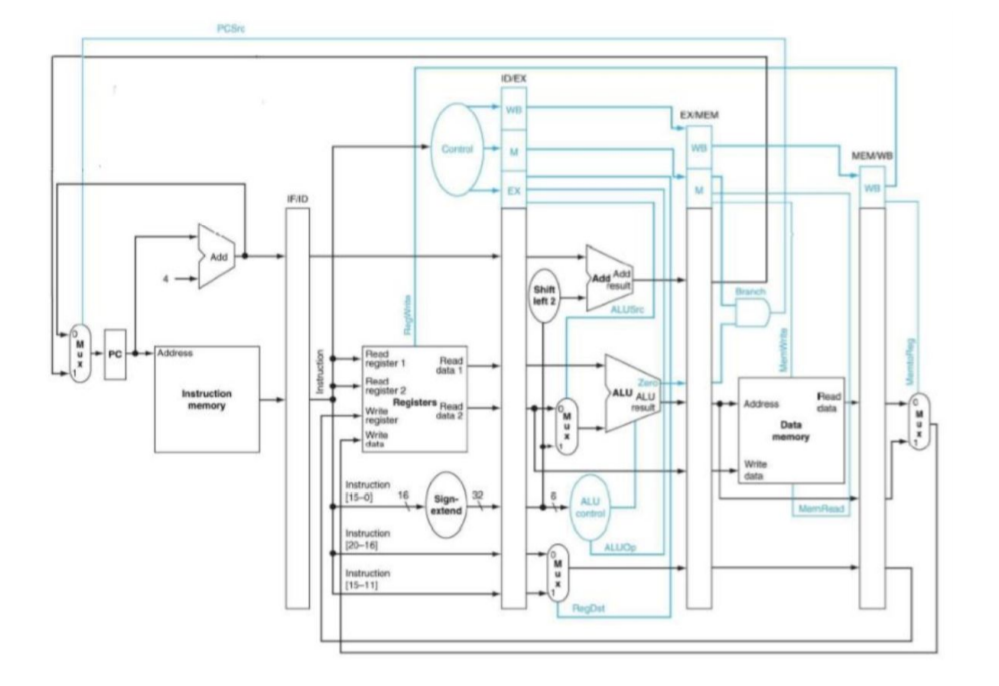 PCSrc
ID/EX
WB
EX/MEM
Control
M
WB
MEM/WB
EX
M
WB
IF/ID
Add
4
Add
Add
result
Shift
left 2
ALUSrc
Branch
RegWrite
MemWrite
MemtoReg
0
M
u
x
1
PC
Address
Instruction
memory
Instruction
Read
register 1
Read
data 1
Read
register 2
Registers
Read
data 2
Write
register
Write
data
Zero
ALU
ALU
result
0
M
u
x
1
Address
Read
data
Data
memory
Write
data
0
M
u
x
1
Instruction
[15–0]
16
Sign-
extend
32
6
ALU
control
MemRead
Instruction
[20–16]
ALUOp
0
M
u
x
1
Instruction
[15–11]
RegDst